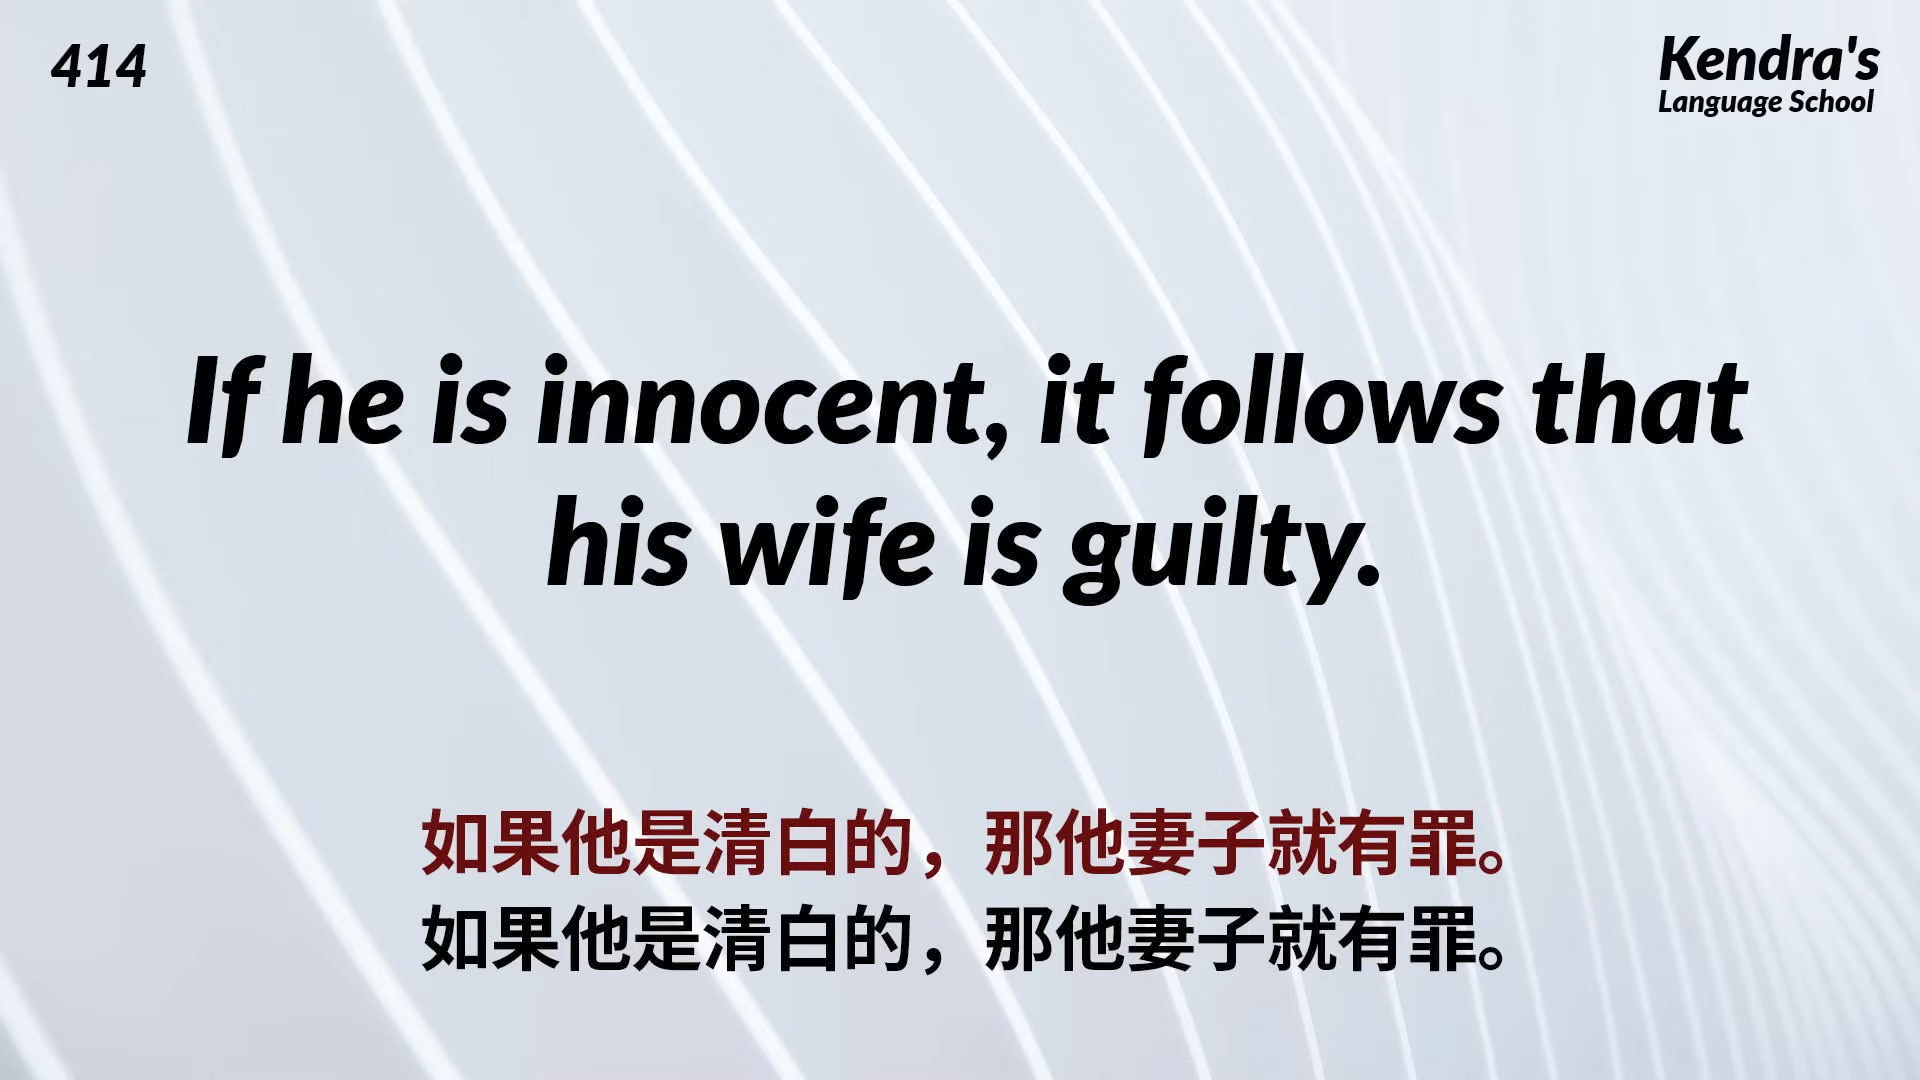 414
Kendra's
Language School
If he is innocent, it follows that
his wife is guilty.
如果他是清白的，那他妻子就有罪。
如果他是清白的，那他妻子就有罪。